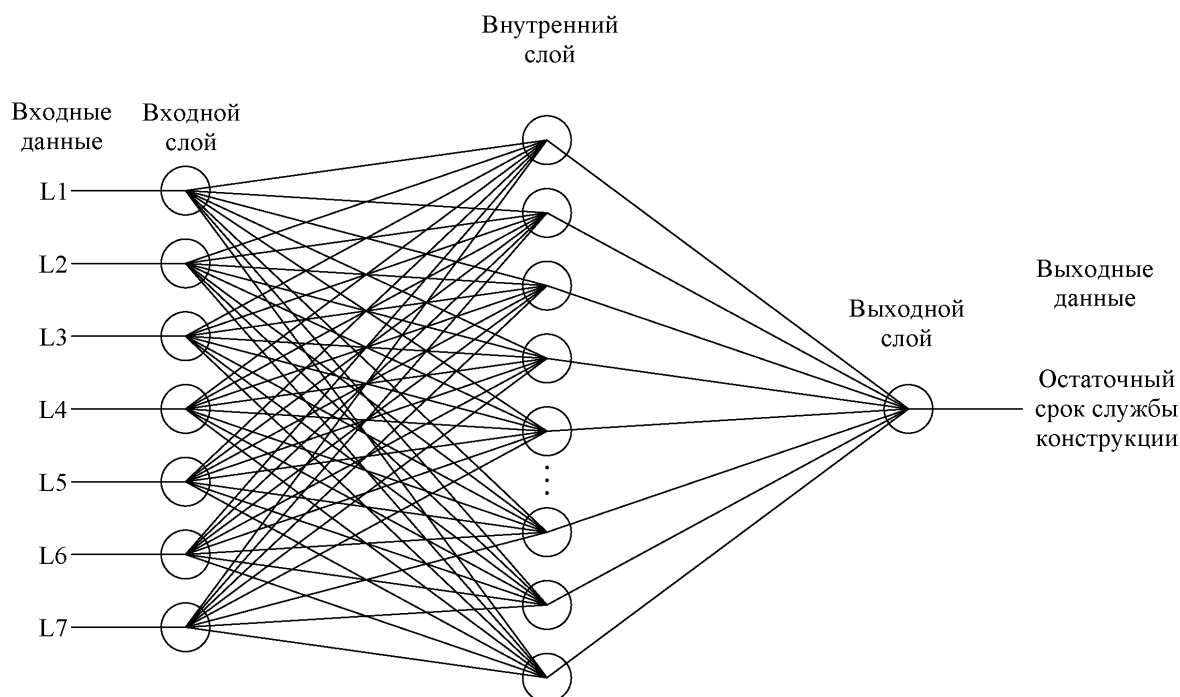 Внутренний
слой
Входные
данные
Входной
слой
L1
L2
L3
L4
L5
L6
L7
Выходной
слой
Выходные
данные
Остаточный
срок службы
конструкции